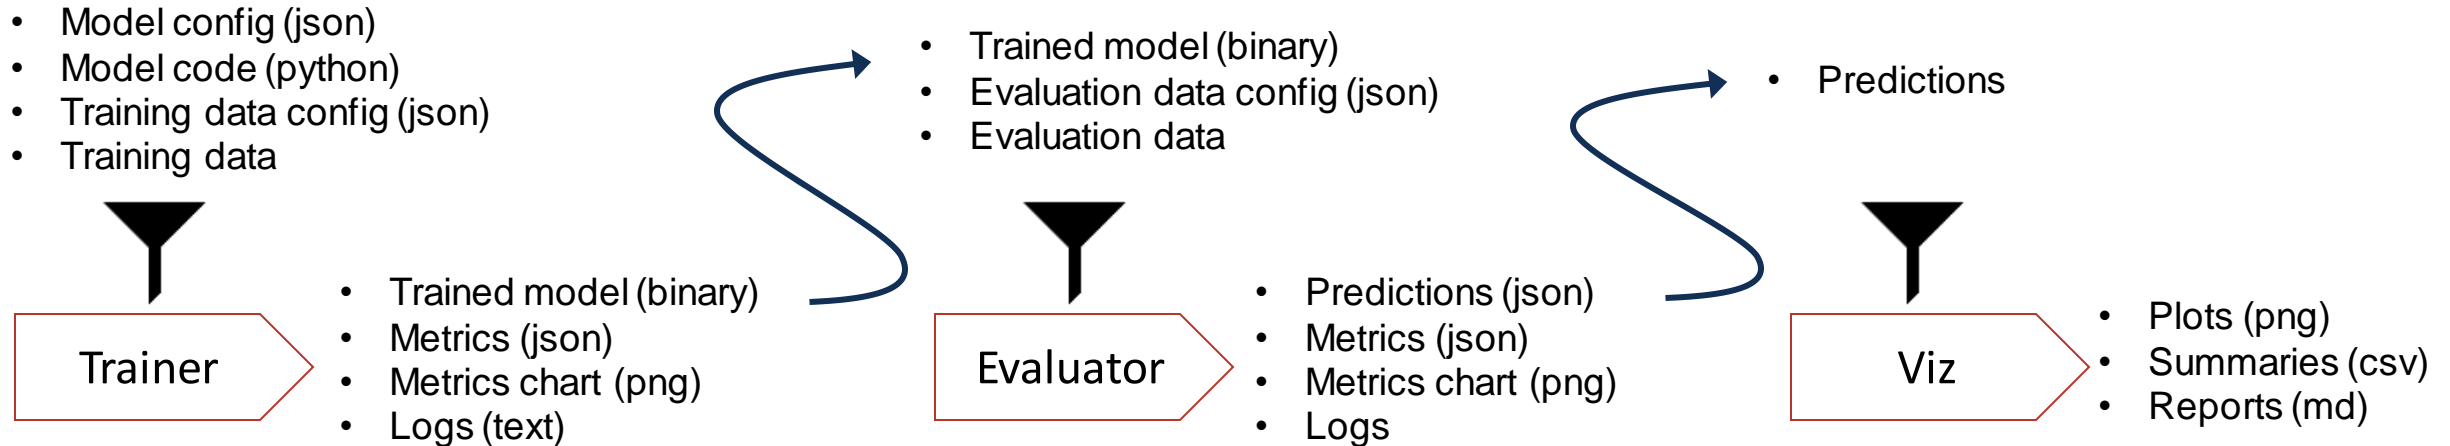 • Model config (json)
• Model code (python)
• Training data config (json)
• Training data
Trainer
• Trained model (binary)
• Metrics (json)
• Metrics chart (png)
• Logs (text)
• Trained model (binary)
• Evaluation data config (json)
• Evaluation data
Evaluator
• Predictions (json)
• Metrics (json)
• Metrics chart (png)
• Logs
• Predictions
Viz
• Plots (png)
• Summaries (csv)
• Reports (md)